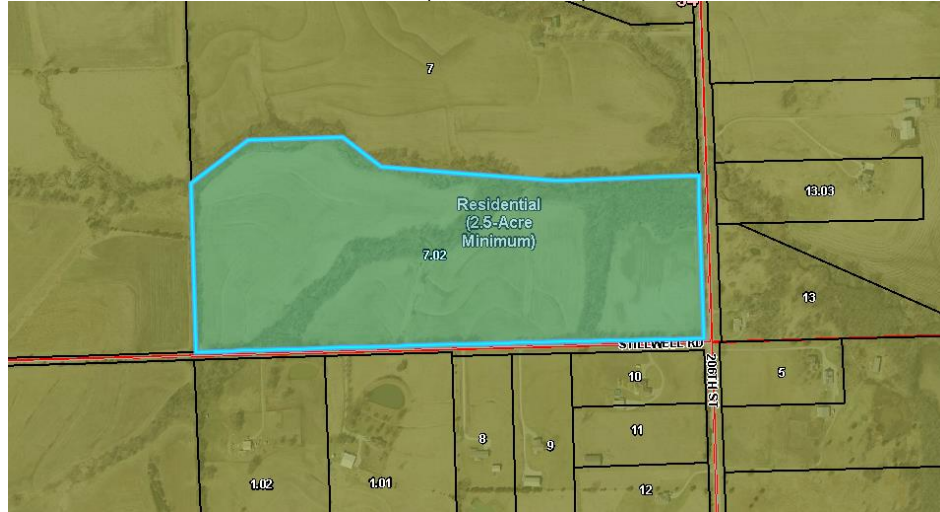 34
7
13.03
Residential
(2.5-Acre
Minimum)
7.02
13
STILLWELL RD
206TH ST
10
5
11
8
9
12
1.02
1.01